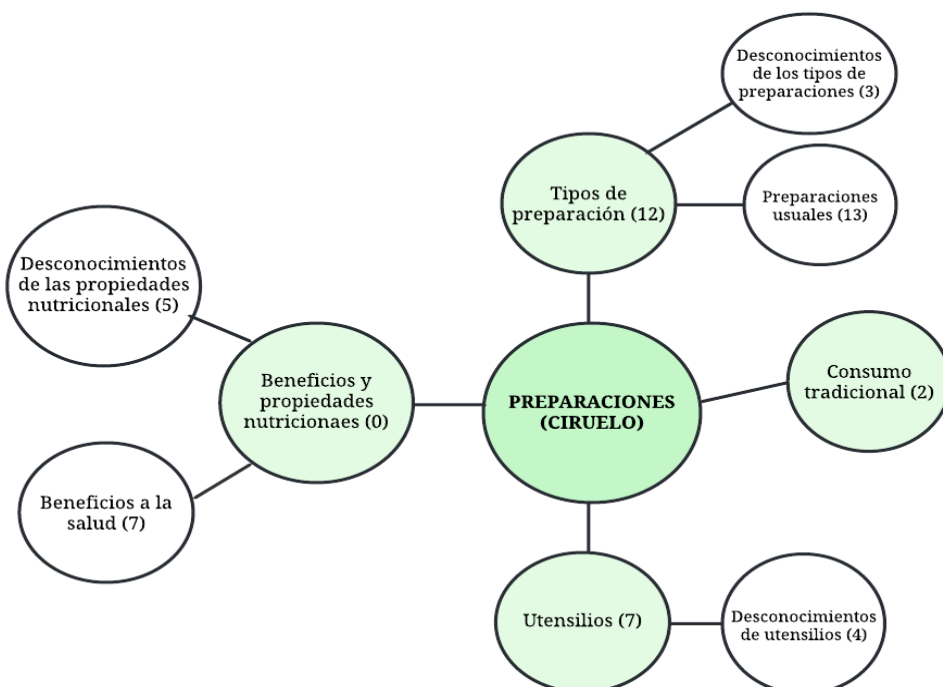 Desconocimientos
de los tipos de
preparaciones (3)
Tipos de
preparación (12)
Preparaciones
usuales (13)
Desconocimientos
de las propiedades
nutricionales (5)
Beneficios y
propiedades
nutricionaes (0)
PREPARACIONES
(CIRUELO)
Consumo
tradicional (2)
Beneficios a la
salud (7)
Utensilios (7)
Desconocimientos
de utensilios (4)